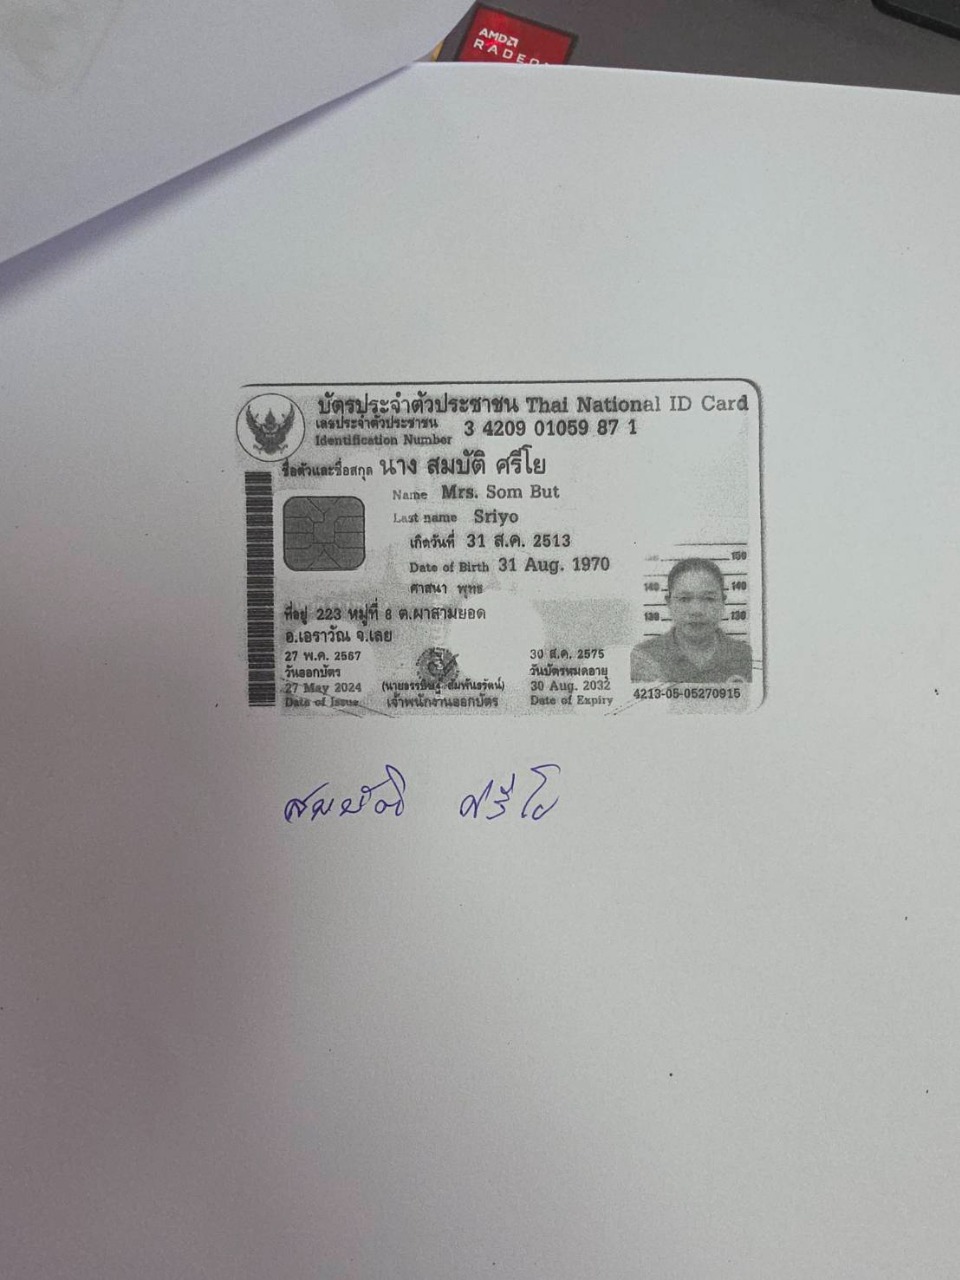 AMD
RADEO
บัตรประจำตัวประชาชน Thai National ID Card
เลขประจำตัวประชาชน 3 4209 01059 87 1
Identification Number
ชื่อตัวและชื่อสกุล นาง สมบัติ ศรีโย
Name Mrs. Som But
Last name Sriyo
เกิดวันที่ 31 ส.ค. 2513
Date of Birth 31 Aug. 1970
ศาสนา พุทธ
ที่อยู่ 223 หมู่ที่ 8 ต.ผาสามยอด
อ.เอราวัณ จ.เลย
27 พ.ค. 2567
วันออกบัตร
27 May 2024
Date of Issue
เจ้าพนักงานออกบัตร
30 ส.ค. 2575
วันบัตรหมดอายุ
30 Aug. 2032
Date of Expiry
150
140 140
130 130
4213-05-05270915
สมบัติ ศรีโย